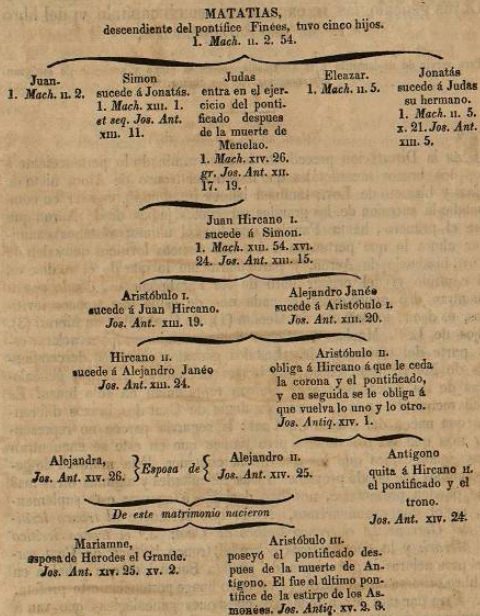 MATATIAS,
descendiente del pontífice Finées, tuvo cinco hijos.
1. Mach. II. 2. 54.
Juan.
1. Mach. II. 2.
Simon
sucede á Jonatás.
1. Mach. XIII. 1.
et seq. Jos. Ant.
XIII. 11.
Judas
entra en el ejer-
cicio del ponti-
ficado despues
de la muerte de
Menelao.
1. Mach. XIV. 26.
gr. Jos. Ant. XII.
17. 19.
Eleazar.
1. Mach. II. 5.
Jonatás
sucede á Judas
su hermano.
1. Mach. II. 5.
X. 21. Jos. Ant.
XIII. 5.
Juan Hircano I.
sucede á Simon.
1. Mach. XIII. 54. XVI.
24. Jos. Ant. XIII. 15.
Aristóbulo I.
sucede á Juan Hircano.
Jos. Ant. XIII. 19.
Alejandro Janéo
sucede á Aristóbulo I.
Jos. Ant. XIII. 20.
Hircano II.
sucede á Alejandro Janéo
Jos. Ant. XIII. 24.
Aristóbulo II.
obliga á Hircano á que le ceda
la corona y el pontificado,
y en seguida se le obliga á
que vuelva lo uno y lo otro.
Jos. Antiq. XIV. 1.
Alejandra,
Jos. Ant. XIV. 26.
Esposa de
Alejandro II.
Jos. Ant. XIV. 25.
Antígono
quita á Hircano II.
el pontificado y el
trono.
Jos. Ant. XIV. 24.
De este matrimonio nacieron
Mariamne,
esposa de Herodes el Grande.
Jos. Ant. XIV. 25. XV. 2.
Aristóbulo III.
poseyó el pontificado des-
pues de la muerte de An-
tígono. El fue el último pon-
tífice de la estirpe de los As-
monéos. Jos. Antiq. XV. 2. 3.